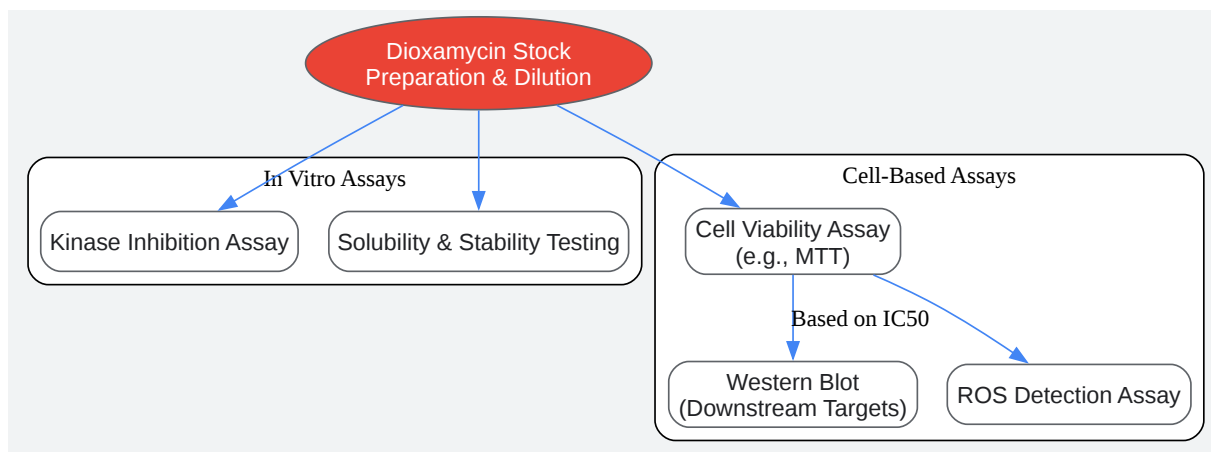 Dioxamycin Stock
Preparation & Dilution
In Vitro Assays
Kinase Inhibition Assay
Solubility & Stability Testing
Cell-Based Assays
Cell Viability Assay
(e.g., MTT)
Based on IC50
Western Blot
(Downstream Targets)
ROS Detection Assay